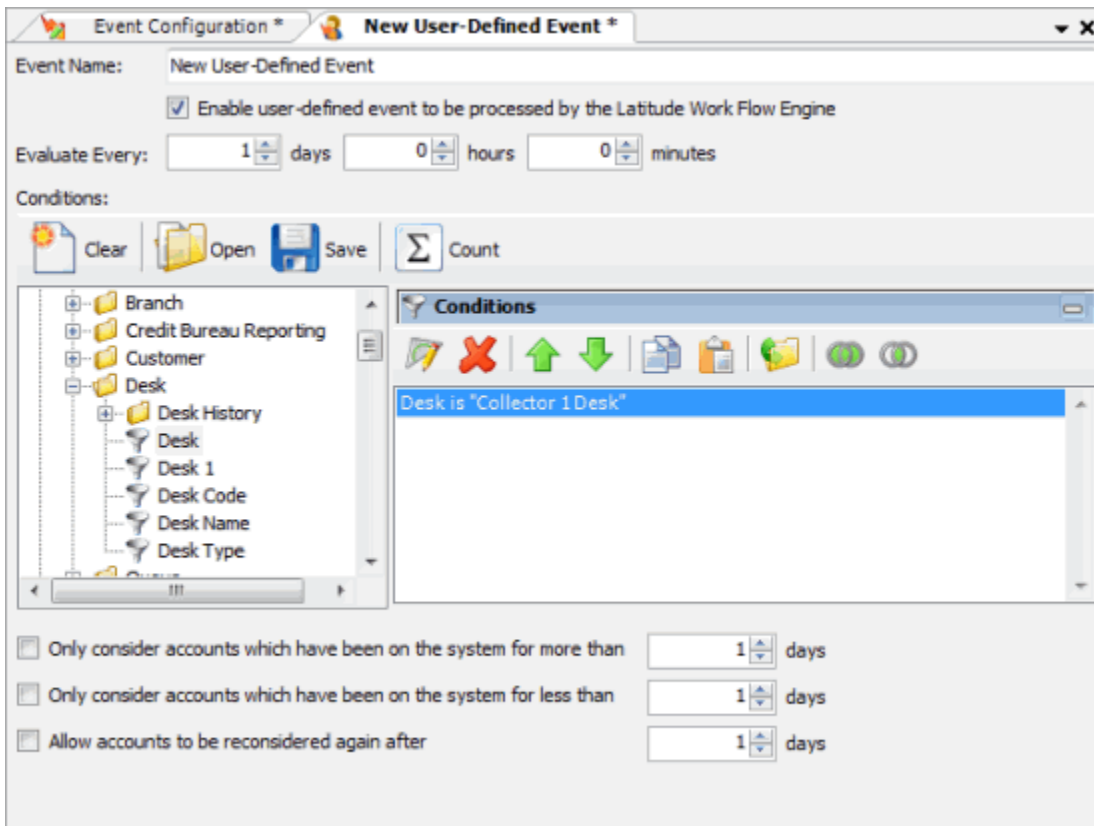 Event Configuration * New User-Defined Event *
Event Name: New User-Defined Event
Enable user-defined event to be processed by the Latitude Work Flow Engine
Evaluate Every: 1 days 0 hours 0 minutes
Conditions:
Clear Open Save Σ Count
Branch
Credit Bureau Reporting
Customer
Desk
Desk History
Desk
Desk 1
Desk Code
Desk Name
Desk Type
Conditions
Desk is "Collector 1 Desk"
Only consider accounts which have been on the system for more than 1 days
Only consider accounts which have been on the system for less than 1 days
Allow accounts to be reconsidered again after 1 days